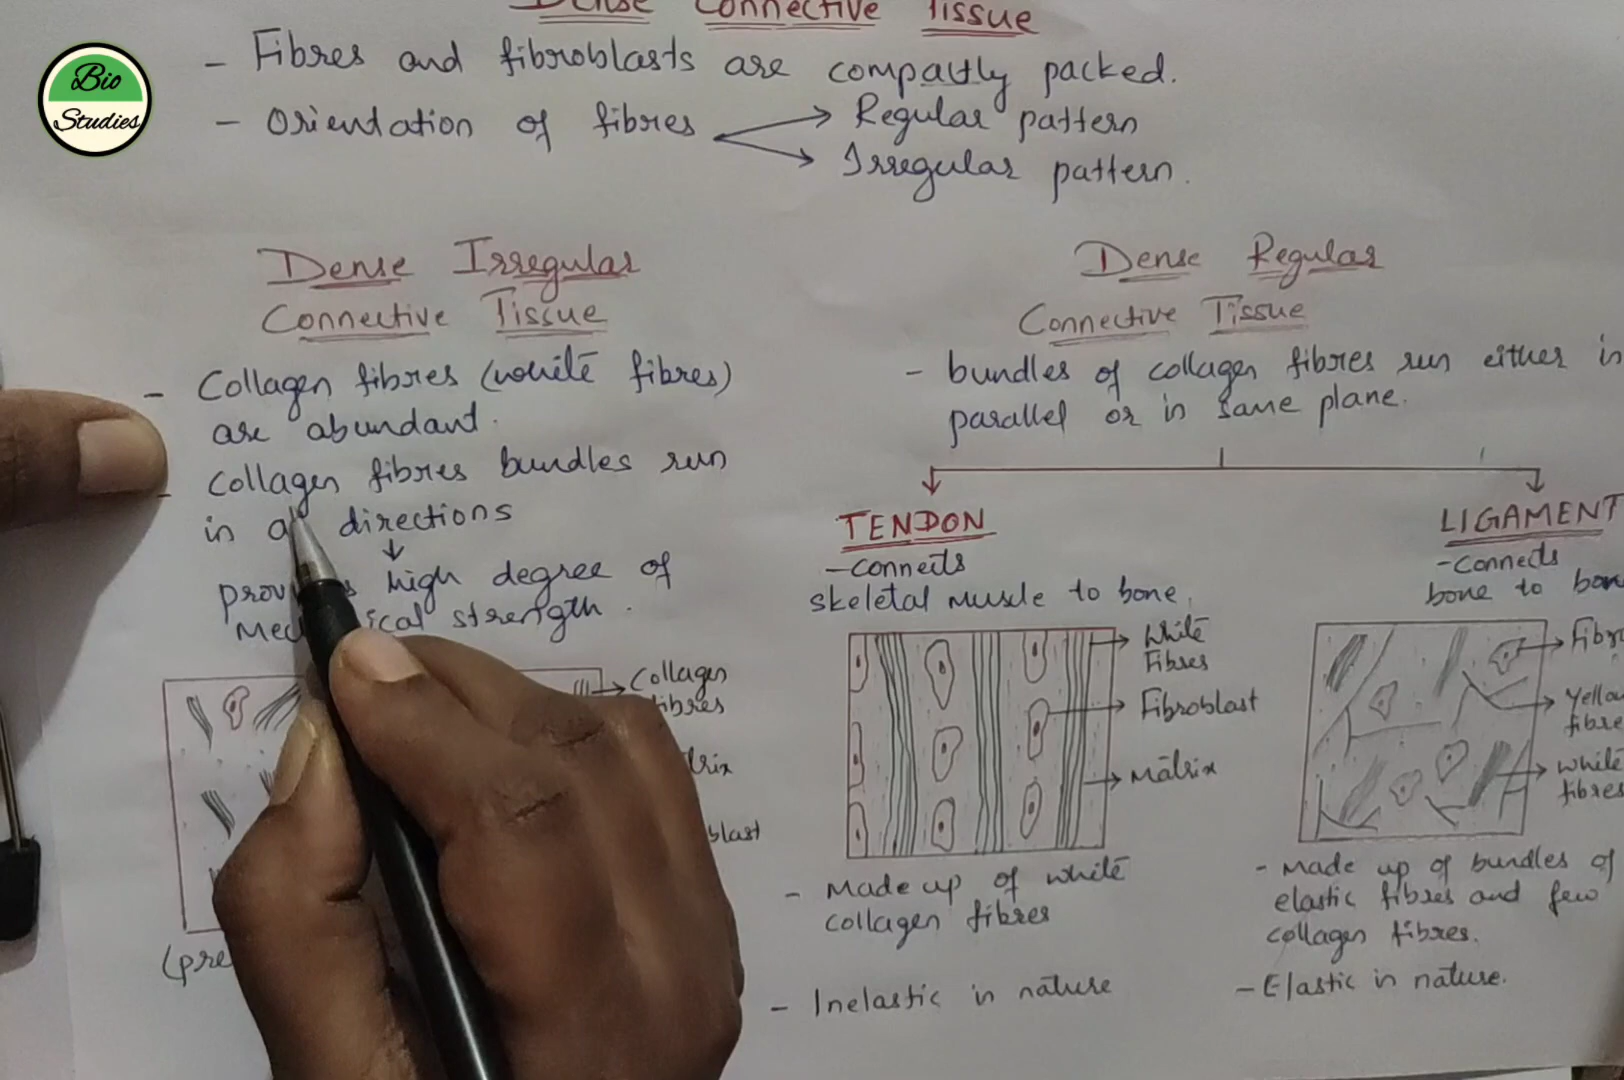 Dense Connective Tissue
Bio
Studies
- Fibres and fibroblasts are compactly packed.
- Orientation of fibres
Regular pattern
Irregular pattern.
Dense Irregular
Connective Tissue
- Collagen fibres (white fibres)
are abundant.
- Collagen fibres bundles run
in directions
high degree of
strength.
Collagen
Dense Regular
Connective Tissue
- bundles of collagen fibres run either in
parallel or in same plane.
TENDON
- connects
skeletal muscle to bone.
White
Fibres
Fibroblast
Matrix
- Made up of white
collagen fibres
- Inelastic in nature
LIGAMENT
- connects
bone to
white
fibres
- Made up of bundles of
elastic fibres and few
collagen fibres.
- Elastic in nature.